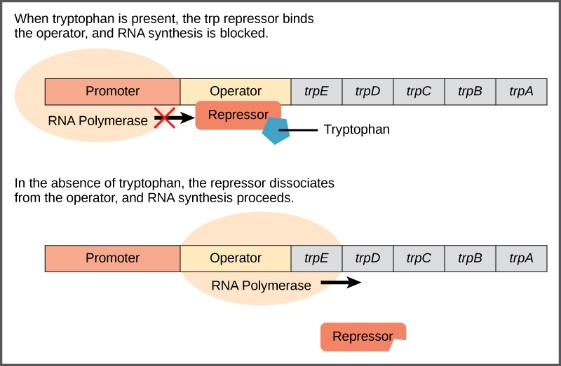 When tryptophan is present, the trp repressor binds
the operator, and RNA synthesis is blocked.
Promoter Operator trpE trpD trpC trpB trpA
RNA Polymerase Repressor
Tryptophan
In the absence of tryptophan, the repressor dissociates
from the operator, and RNA synthesis proceeds.
Promoter Operator trpE trpD trpC trpB trpA
RNA Polymerase
Repressor